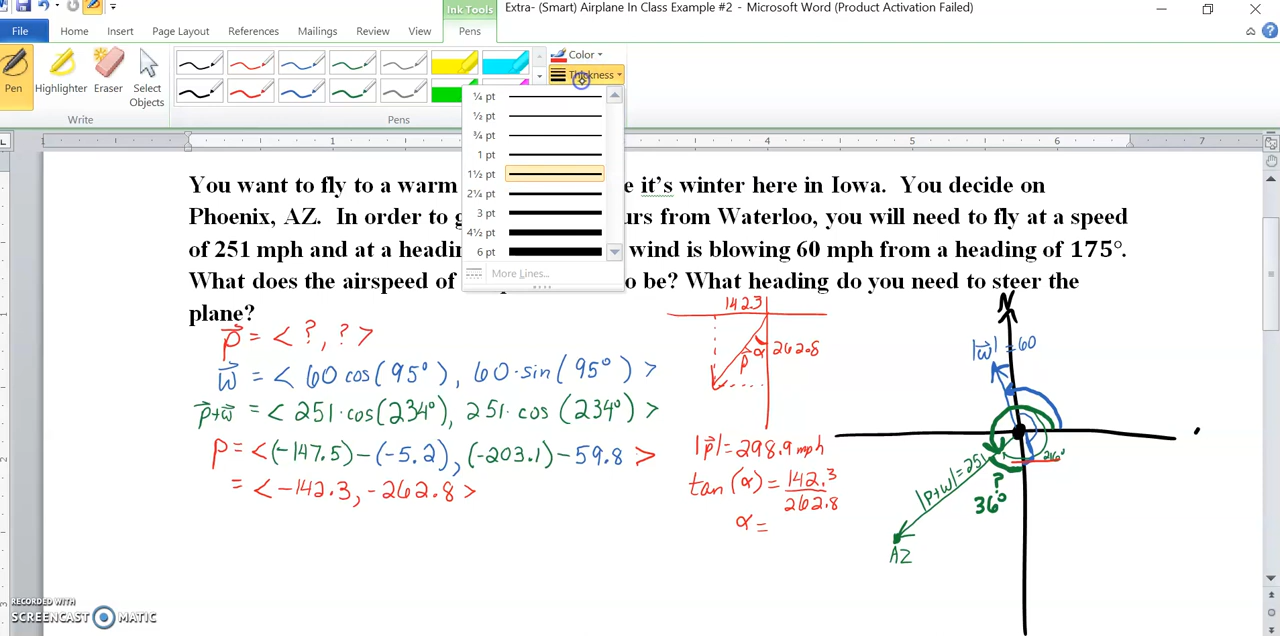 Ink Tools
Extra- (Smart) Airplane In Class Example #2 - Microsoft Word (Product Activation Failed)
File Home Insert Page Layout References Mailings Review View Pens
Pen Highlighter Eraser Select Objects
Color
Thickness
Write Pens
¼ pt
½ pt
¾ pt
1 pt
1½ pt
2¼ pt
3 pt
4½ pt
6 pt
More Lines...
1 1 4 5 6 7
You want to fly to a warm e it's winter here in Iowa. You decide on
Phoenix, AZ. In order to g urs from Waterloo, you will need to fly at a speed
of 251 mph and at a headin wind is blowing 60 mph from a heading of 175°.
What does the airspeed of o be? What heading do you need to steer the
plane?
p = < ?, ? >
w = < 60 cos(95°), 60·sin(95°) >
p+w = < 251·cos(234°), 251·cos(234°) >
p = <(-147.5)-(-5.2), (-203.1)-59.8 >
= < -142.3, -262.8 >
142.3
α 262.8
p
|p| = 298.9 mph
tan(α) = 142.3/262.8
α =
N
|w| = 60
|p+w| = 251
216°
?
36°
AZ
RECORDED WITH
SCREENCAST MATIC